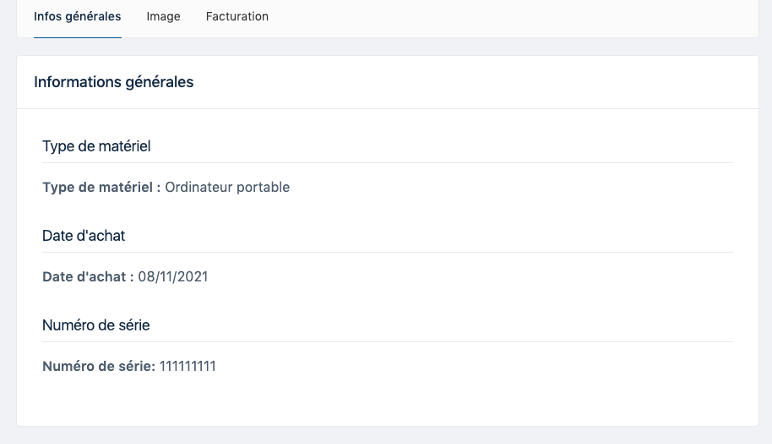 Infos générales Image Facturation
Informations générales
Type de matériel
Type de matériel : Ordinateur portable
Date d'achat
Date d'achat : 08/11/2021
Numéro de série
Numéro de série: 111111111